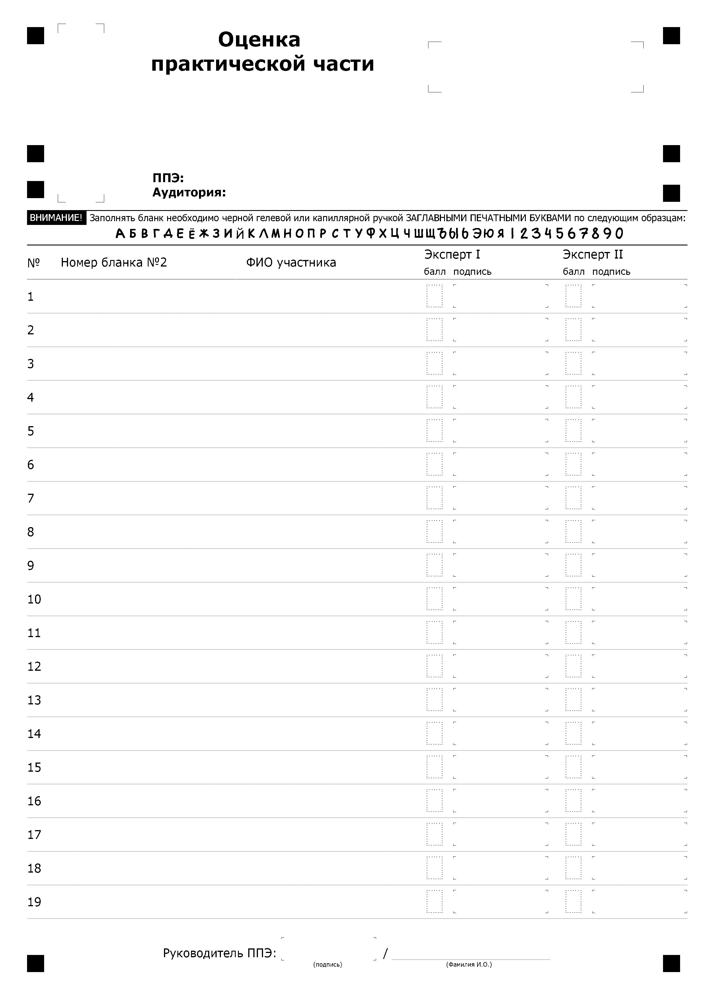 Оценка
практической части
ППЭ:
Аудитория:
ВНИМАНИЕ! Заполнять бланк необходимо черной гелевой или капиллярной ручкой ЗАГЛАВНЫМИ ПЕЧАТНЫМИ БУКВАМИ по следующим образцам:
А Б В Г Д Е Ё Ж З И Й К Л М Н О П Р С Т У Ф Х Ц Ч Ш Щ Ъ Ы Ь Э Ю Я 1 2 3 4 5 6 7 8 9 0
№ Номер бланка №2 ФИО участника Эксперт I Эксперт II
балл подпись балл подпись
1
2
3
4
5
6
7
8
9
10
11
12
13
14
15
16
17
18
19
Руководитель ППЭ: /
(подпись) (Фамилия И.О.)